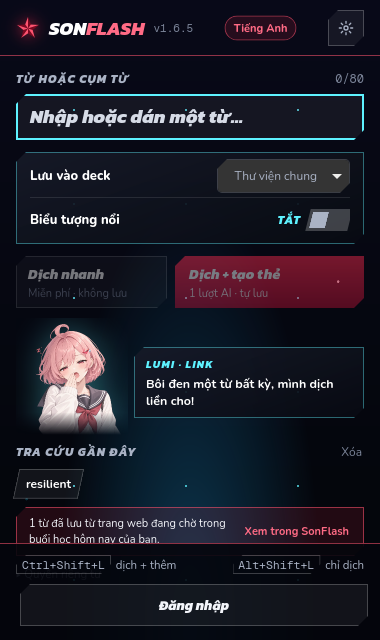 SONFLASH v1.6.5 Tiếng Anh
TỪ HOẶC CỤM TỪ 0/80
Nhập hoặc dán một từ...
Lưu vào deck Thư viện chung
Biểu tượng nổi TẮT
Dịch nhanh Dịch + tạo thẻ
Miễn phí · không lưu 1 lượt AI · tự lưu
LUMI · LINK
Bôi đen một từ bất kỳ, mình dịch
liền cho!
TRA CỨU GẦN ĐÂY Xóa
resilient
1 từ đã lưu từ trang web đang chờ trong
buổi học hôm nay của bạn. Xem trong SonFlash
Ctrl+Shift+L dịch + thêm Alt+Shift+L chỉ dịch
Đăng nhập